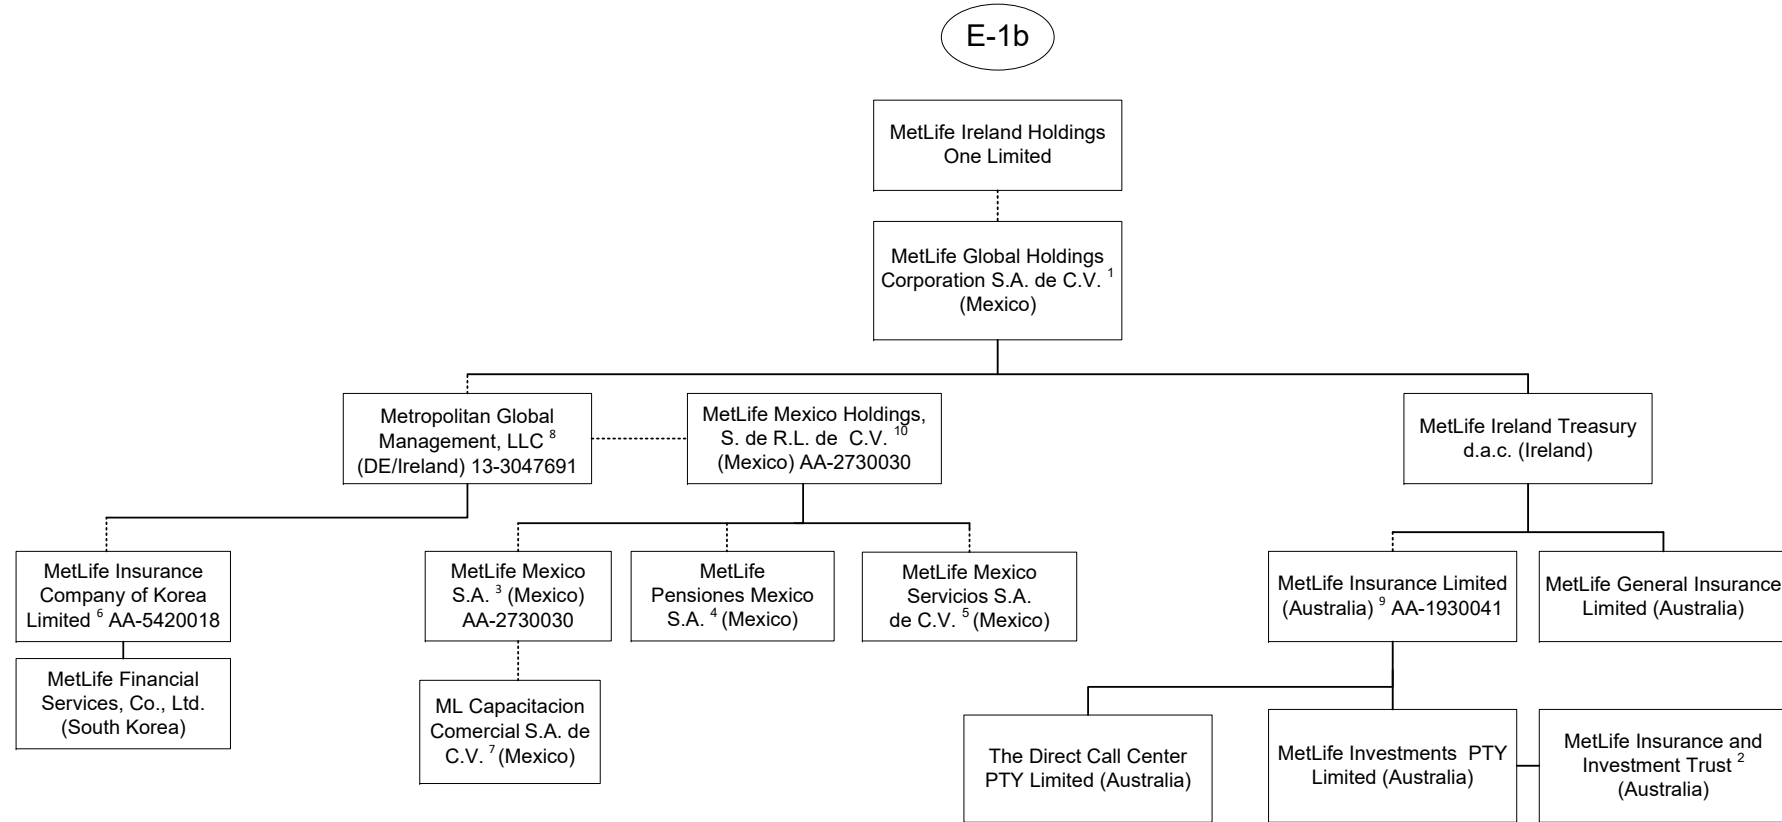 E-1b
MetLife Ireland Holdings
One Limited
MetLife Global Holdings
Corporation S.A. de C.V. 1
(Mexico)
Metropolitan Global
Management, LLC 8
(DE/Ireland) 13-3047691
MetLife Mexico Holdings,
S. de R.L. de C.V. 10
(Mexico) AA-2730030
MetLife Ireland Treasury
d.a.c. (Ireland)
MetLife Insurance
Company of Korea
Limited 6 AA-5420018
MetLife Mexico
S.A. 3 (Mexico)
AA-2730030
MetLife
Pensiones Mexico
S.A. 4 (Mexico)
MetLife Mexico
Servicios S.A.
de C.V. 5 (Mexico)
MetLife Insurance Limited
(Australia) 9 AA-1930041
MetLife General Insurance
Limited (Australia)
MetLife Financial
Services, Co., Ltd.
(South Korea)
ML Capacitacion
Comercial S.A. de
C.V. 7 (Mexico)
The Direct Call Center
PTY Limited (Australia)
MetLife Investments PTY
Limited (Australia)
MetLife Insurance and
Investment Trust 2
(Australia)